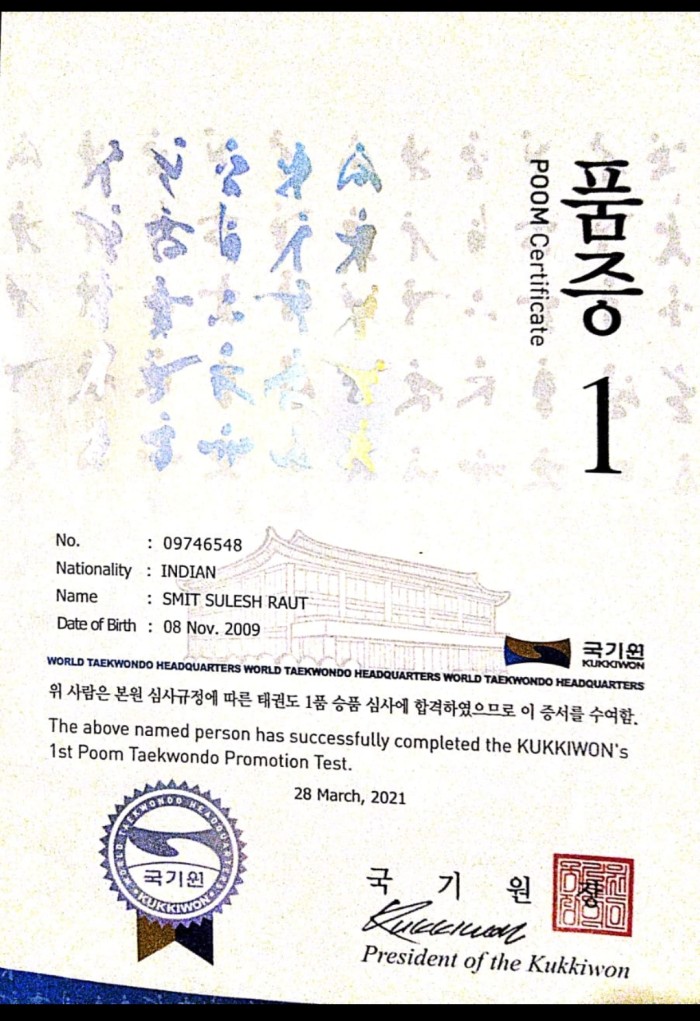 품증 1
POOM Certificate
No. : 09746548
Nationality : INDIAN
Name : SMIT SULESH RAUT
Date of Birth : 08 Nov. 2009
국기원
KUKKIWON
WORLD TAEKWONDO HEADQUARTERS WORLD TAEKWONDO HEADQUARTERS WORLD TAEKWONDO HEADQUARTERS
위 사람은 본원 심사규정에 따른 태권도 1품 승품 심사에 합격하였으므로 이 증서를 수여함.
The above named person has successfully completed the KUKKIWON's
1st Poom Taekwondo Promotion Test.
28 March, 2021
WORLD TAEKWONDO HEADQUARTERS
국기원
KUKKIWON
국 기 원 장
Kukkiwon
President of the Kukkiwon